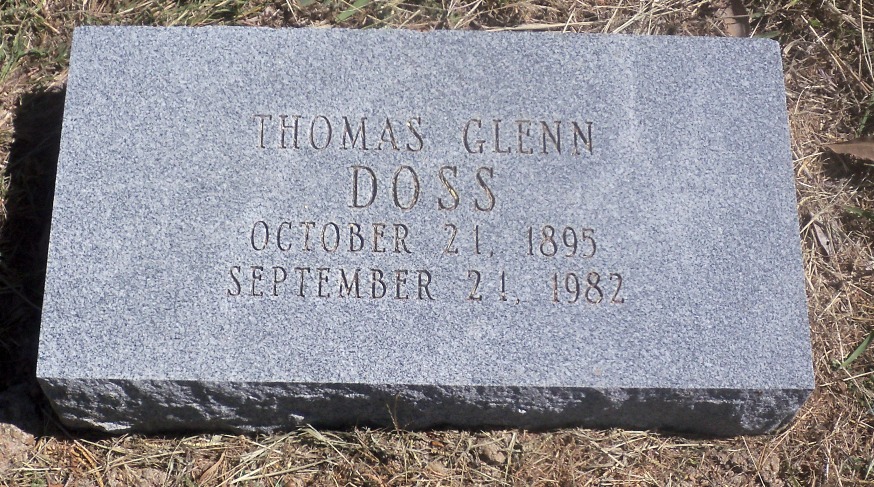 THOMAS GLENN
DOSS
OCTOBER 21, 1895
SEPTEMBER 21, 1982